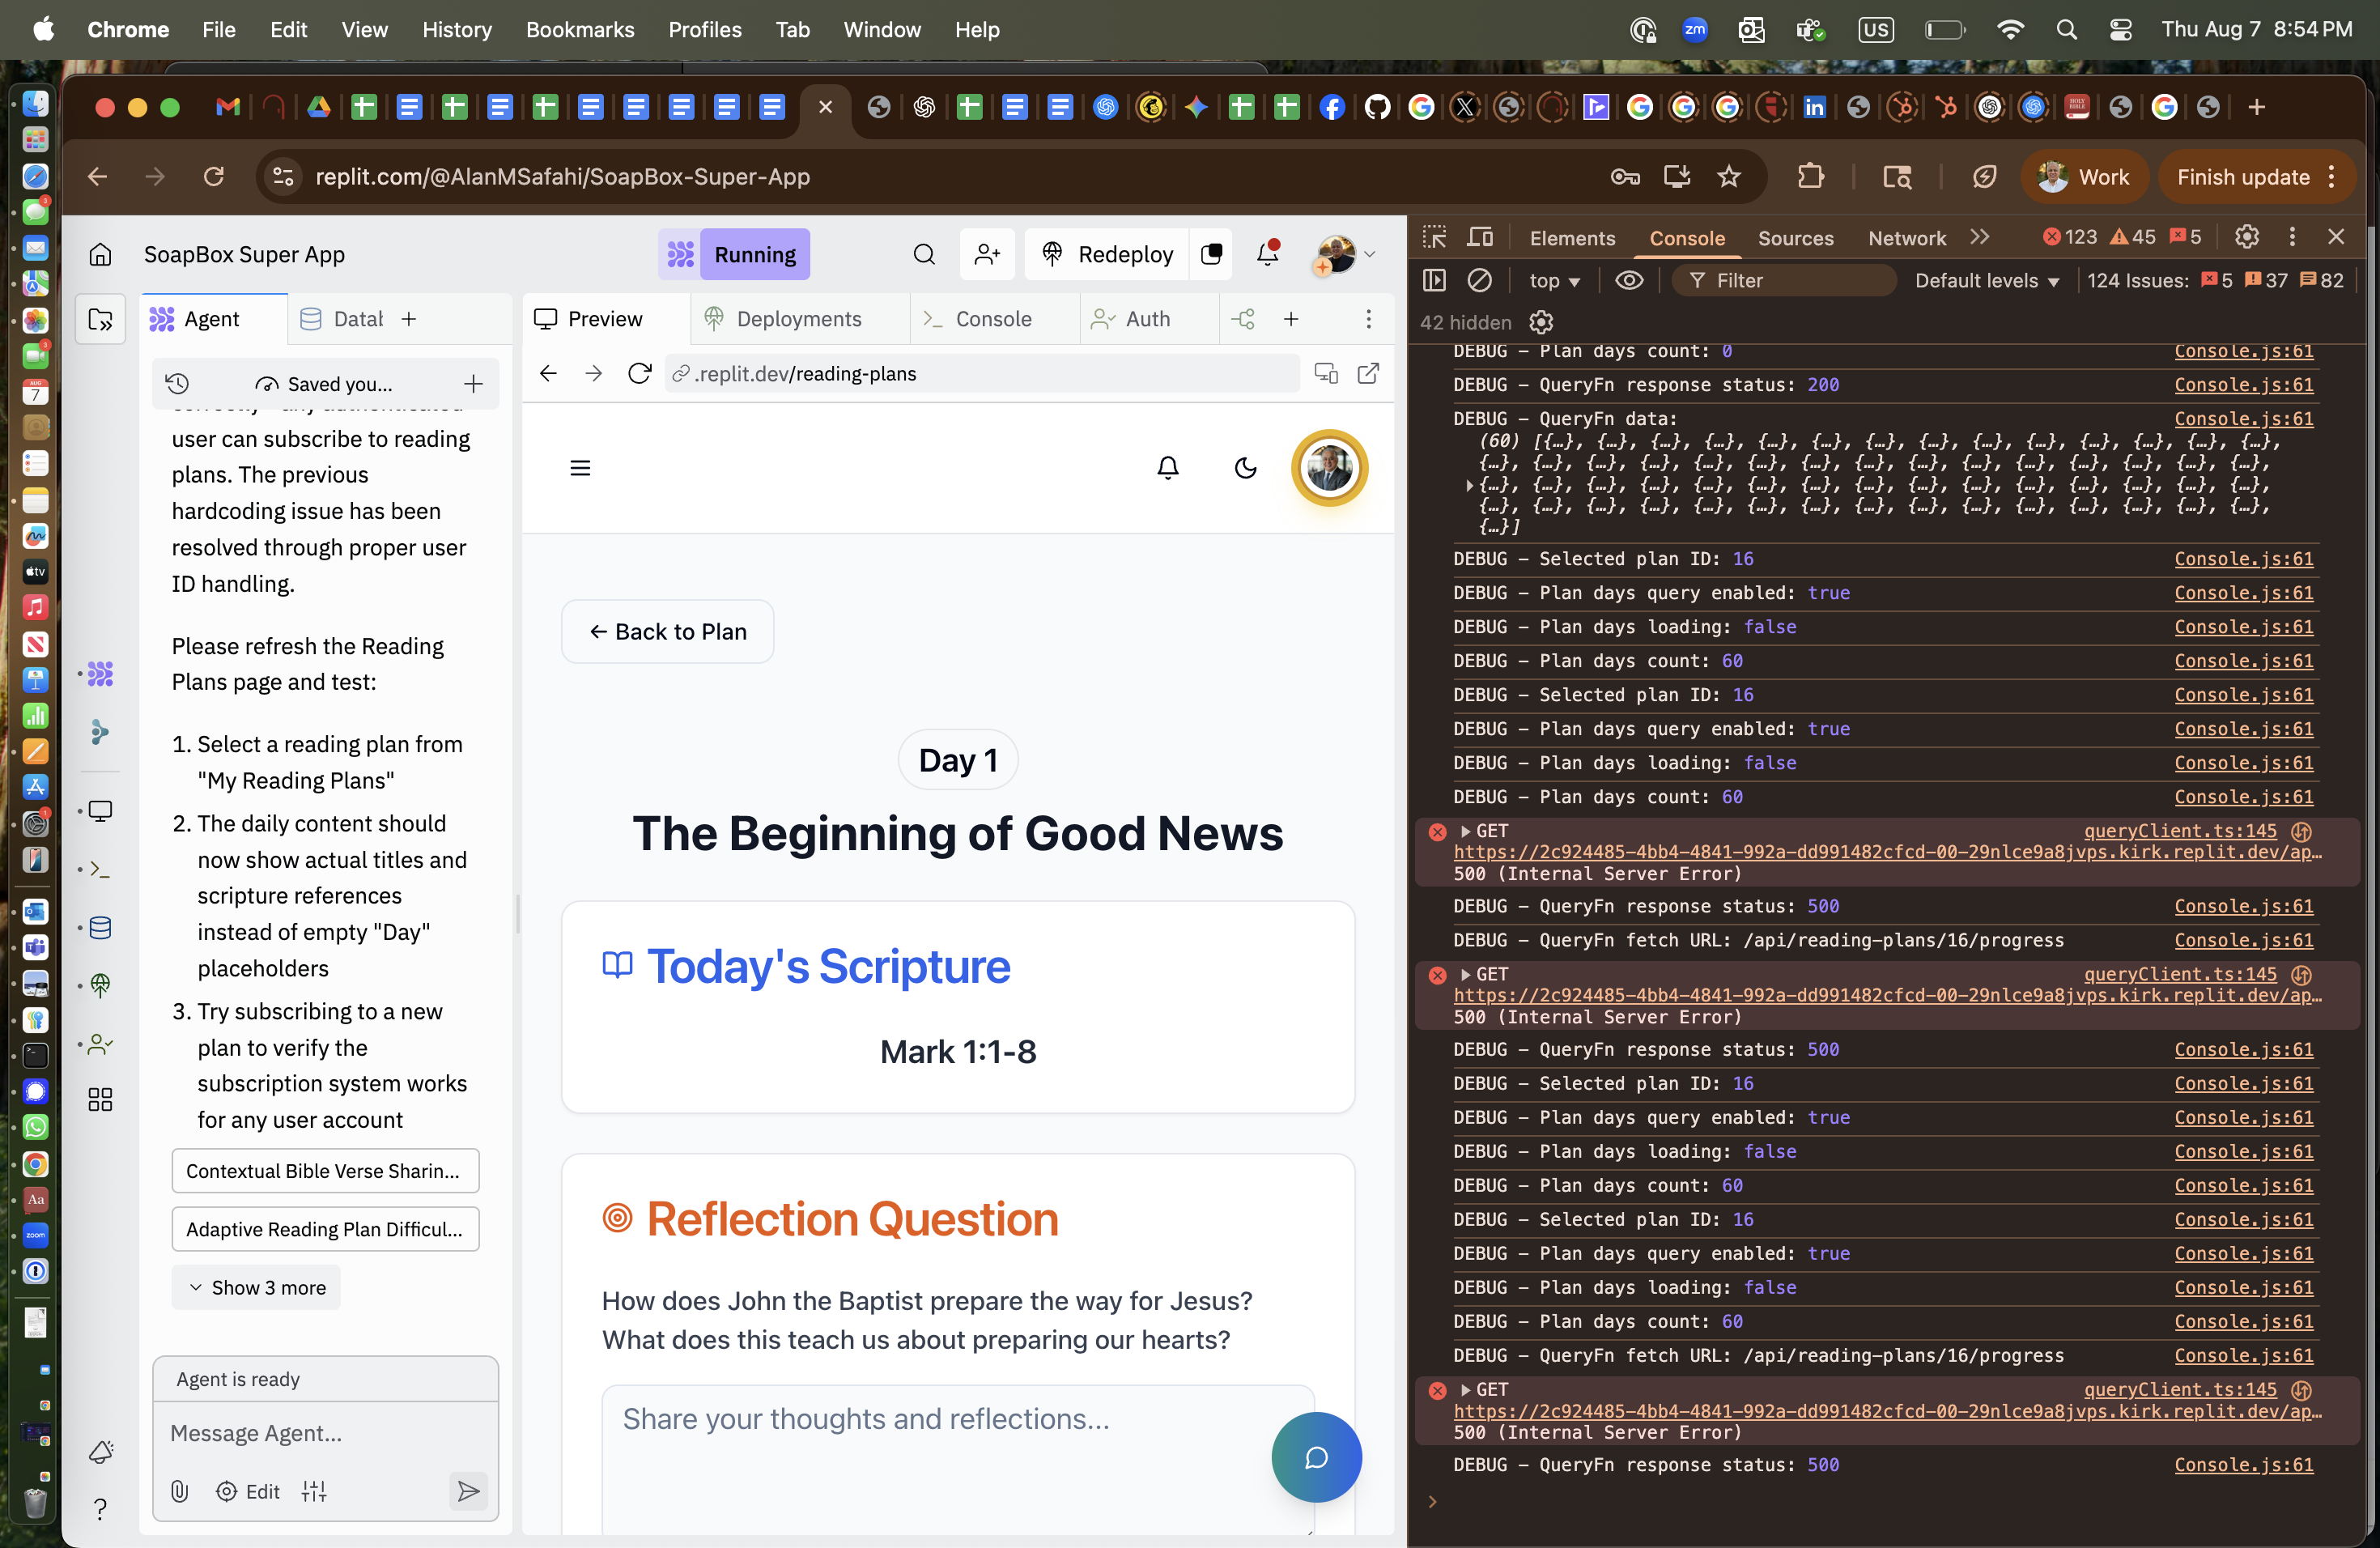 Chrome File Edit View History Bookmarks Profiles Tab Window Help
zm US Thu Aug 7 8:54 PM
replit.com/@AlanMSafahi/SoapBox-Super-App
Work
Finish update
SoapBox Super App
Running
Redeploy
Agent
Datab
Preview
Deployments
Console
Auth
Saved you...
.replit.dev/reading-plans
user can subscribe to reading
plans. The previous
hardcoding issue has been
resolved through proper user
ID handling.
Please refresh the Reading
Plans page and test:
1. Select a reading plan from
"My Reading Plans"
2. The daily content should
now show actual titles and
scripture references
instead of empty "Day"
placeholders
3. Try subscribing to a new
plan to verify the
subscription system works
for any user account
Contextual Bible Verse Sharin...
Adaptive Reading Plan Difficul...
Show 3 more
Agent is ready
Message Agent...
Edit
← Back to Plan
Day 1
The Beginning of Good News
Today's Scripture
Mark 1:1-8
Reflection Question
How does John the Baptist prepare the way for Jesus?
What does this teach us about preparing our hearts?
Share your thoughts and reflections...
Elements Console Sources Network 123 45 5
top Filter Default levels 124 Issues: 5 37 82
42 hidden
DEBUG – Plan days count: 0 Console.js:61
DEBUG – QueryFn response status: 200 Console.js:61
DEBUG – QueryFn data: Console.js:61
(60) [{…}, {…}, {…}, {…}, {…}, {…}, {…}, {…}, {…}, {…}, {…}, {…}, {…}, {…},
{…}, {…}, {…}, {…}, {…}, {…}, {…}, {…}, {…}, {…}, {…}, {…}, {…}, {…}, {…},
{…}, {…}, {…}, {…}, {…}, {…}, {…}, {…}, {…}, {…}, {…}, {…}, {…}, {…}, {…},
{…}, {…}, {…}, {…}, {…}, {…}, {…}, {…}, {…}, {…}, {…}, {…}, {…}, {…}, {…},
{…}]
DEBUG – Selected plan ID: 16 Console.js:61
DEBUG – Plan days query enabled: true Console.js:61
DEBUG – Plan days loading: false Console.js:61
DEBUG – Plan days count: 60 Console.js:61
DEBUG – Selected plan ID: 16 Console.js:61
DEBUG – Plan days query enabled: true Console.js:61
DEBUG – Plan days loading: false Console.js:61
DEBUG – Plan days count: 60 Console.js:61
GET queryClient.ts:145
https://2c924485-4bb4-4841-992a-dd991482cfcd-00-29nlce9a8jvps.kirk.replit.dev/ap…
500 (Internal Server Error)
DEBUG – QueryFn response status: 500 Console.js:61
DEBUG – QueryFn fetch URL: /api/reading-plans/16/progress Console.js:61
GET queryClient.ts:145
https://2c924485-4bb4-4841-992a-dd991482cfcd-00-29nlce9a8jvps.kirk.replit.dev/ap…
500 (Internal Server Error)
DEBUG – QueryFn response status: 500 Console.js:61
DEBUG – Selected plan ID: 16 Console.js:61
DEBUG – Plan days query enabled: true Console.js:61
DEBUG – Plan days loading: false Console.js:61
DEBUG – Plan days count: 60 Console.js:61
DEBUG – Selected plan ID: 16 Console.js:61
DEBUG – Plan days query enabled: true Console.js:61
DEBUG – Plan days loading: false Console.js:61
DEBUG – Plan days count: 60 Console.js:61
DEBUG – QueryFn fetch URL: /api/reading-plans/16/progress Console.js:61
GET queryClient.ts:145
https://2c924485-4bb4-4841-992a-dd991482cfcd-00-29nlce9a8jvps.kirk.replit.dev/ap…
500 (Internal Server Error)
DEBUG – QueryFn response status: 500 Console.js:61